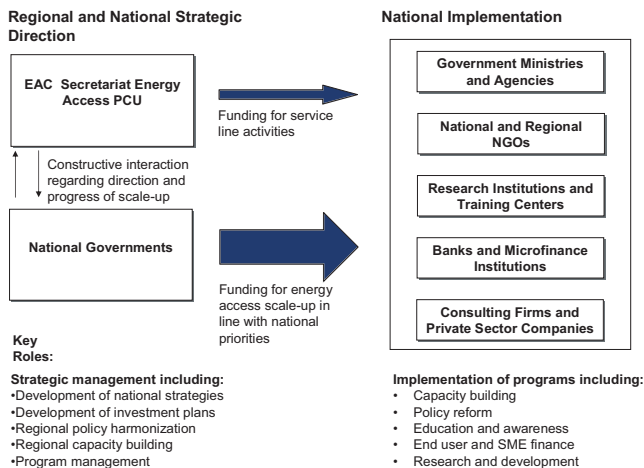 Regional and National Strategic
Direction
EAC Secretariat Energy
Access PCU
Funding for service
line activities
Constructive interaction
regarding direction and
progress of scale-up
National Governments
Funding for energy
access scale-up in
line with national
priorities
National Implementation
Government Ministries
and Agencies
National and Regional
NGOs
Research Institutions and
Training Centers
Banks and Microfinance
Institutions
Consulting Firms and
Private Sector Companies
Key
Roles:
Strategic management including:
•Development of national strategies
•Development of investment plans
•Regional policy harmonization
•Regional capacity building
•Program management
Implementation of programs including:
• Capacity building
• Policy reform
• Education and awareness
• End user and SME finance
• Research and development